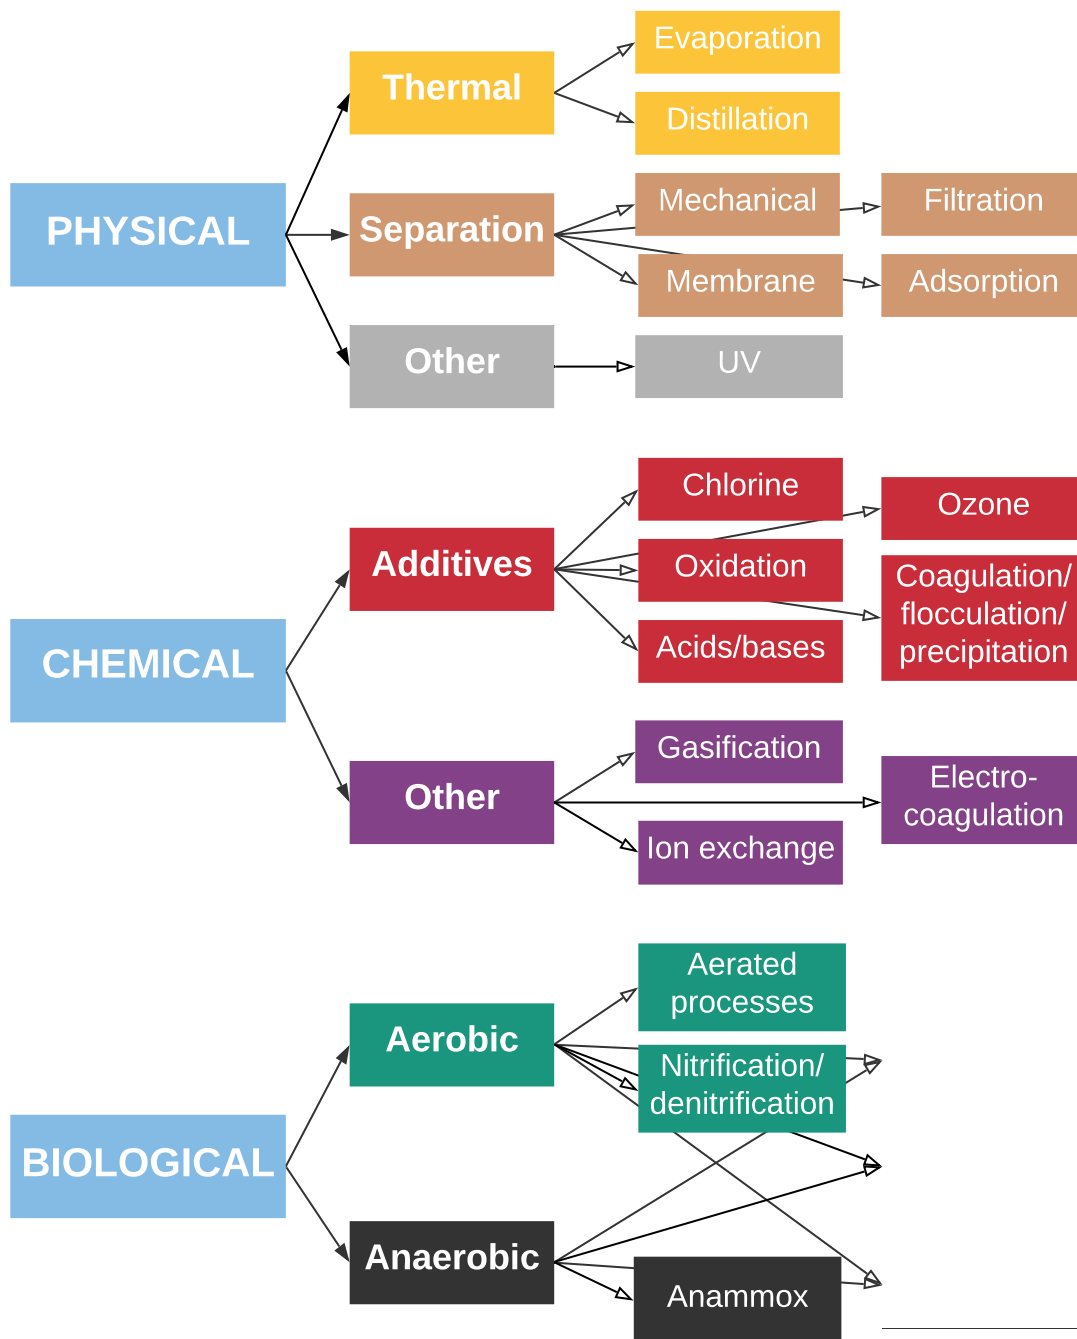 PHYSICAL
Thermal
Evaporation
Distillation
Separation
Mechanical
Filtration
Membrane
Adsorption
Other
UV
CHEMICAL
Additives
Chlorine
Ozone
Oxidation
Coagulation/
flocculation/
precipitation
Acids/bases
Other
Gasification
Electro-
coagulation
Ion exchange
BIOLOGICAL
Aerobic
Aerated
processes
Nitrification/
denitrification
Anaerobic
Anammox